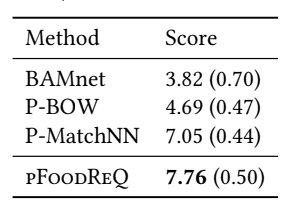 Method Score
BAMnet 3.82 (0.70)
P-BOW 4.69 (0.47)
P-MatchNN 7.05 (0.44)
pFoodReQ 7.76 (0.50)